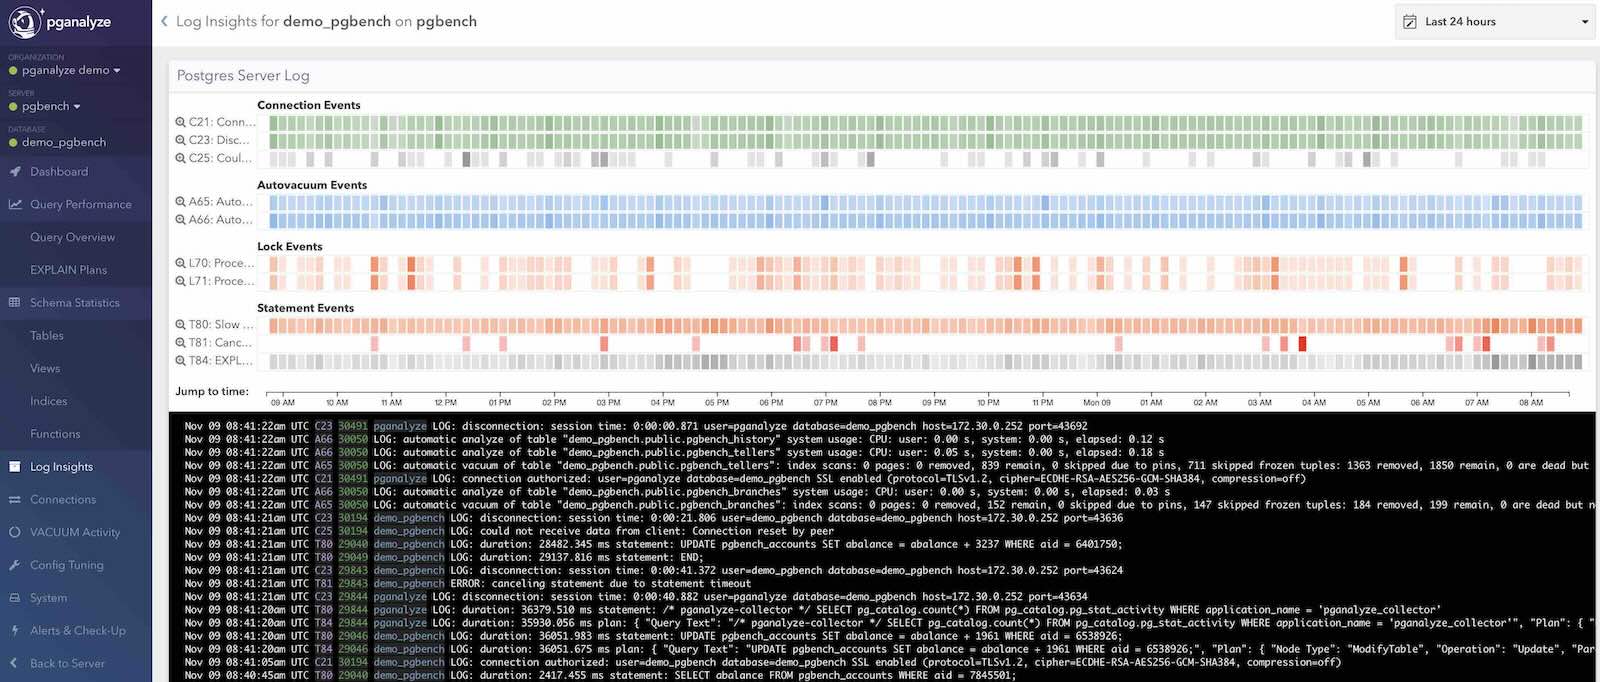 pganalyze
Log Insights for demo_pgbench on pgbench
Last 24 hours
ORGANIZATION
pganalyze demo
SERVER
pgbench
DATABASE
demo_pgbench
Dashboard
Query Performance
Query Overview
EXPLAIN Plans
Schema Statistics
Tables
Views
Indices
Functions
Log Insights
Connections
VACUUM Activity
Config Tuning
System
Alerts & Check-Up
Back to Server
Postgres Server Log
Connection Events
C21: Conn...
C23: Disc...
C25: Coul...
Autovacuum Events
A65: Auto...
A66: Auto...
Lock Events
L70: Proce...
L71: Proce...
Statement Events
T80: Slow ...
T81: Canc...
T84: EXPL...
Jump to time:
09 AM 10 AM 11 AM 12 PM 01 PM 02 PM 03 PM 04 PM 05 PM 06 PM 07 PM 08 PM 09 PM 10 PM 11 PM Mon 09 01 AM 02 AM 03 AM 04 AM 05 AM 06 AM 07 AM 08 AM
Nov 09 08:41:22am UTC C23 30491 pganalyze LOG: disconnection: session time: 0:00:00.871 user=pganalyze database=demo_pgbench host=172.30.0.252 port=43692
Nov 09 08:41:22am UTC A66 30050 LOG: automatic analyze of table "demo_pgbench.public.pgbench_history" system usage: CPU: user: 0.00 s, system: 0.00 s, elapsed: 0.12 s
Nov 09 08:41:22am UTC A66 30050 LOG: automatic analyze of table "demo_pgbench.public.pgbench_tellers" system usage: CPU: user: 0.05 s, system: 0.00 s, elapsed: 0.18 s
Nov 09 08:41:22am UTC A65 30050 LOG: automatic vacuum of table "demo_pgbench.public.pgbench_tellers": index scans: 0 pages: 0 removed, 839 remain, 0 skipped due to pins, 711 skipped frozen tuples: 1363 removed, 1850 remain, 0 are dead but
Nov 09 08:41:22am UTC C21 30491 pganalyze LOG: connection authorized: user=pganalyze database=demo_pgbench SSL enabled (protocol=TLSv1.2, cipher=ECDHE-RSA-AES256-GCM-SHA384, compression=off)
Nov 09 08:41:22am UTC A66 30050 LOG: automatic analyze of table "demo_pgbench.public.pgbench_branches" system usage: CPU: user: 0.00 s, system: 0.00 s, elapsed: 0.03 s
Nov 09 08:41:22am UTC A65 30050 LOG: automatic vacuum of table "demo_pgbench.public.pgbench_branches": index scans: 0 pages: 0 removed, 152 remain, 0 skipped due to pins, 147 skipped frozen tuples: 184 removed, 199 remain, 0 are dead but n
Nov 09 08:41:21am UTC C23 30194 demo_pgbench LOG: disconnection: session time: 0:00:21.806 user=demo_pgbench database=demo_pgbench host=172.30.0.252 port=43636
Nov 09 08:41:21am UTC C25 30194 demo_pgbench LOG: could not receive data from client: Connection reset by peer
Nov 09 08:41:21am UTC T80 29040 demo_pgbench LOG: duration: 28482.345 ms statement: UPDATE pgbench_accounts SET abalance = abalance + 3237 WHERE aid = 6401750;
Nov 09 08:41:21am UTC T80 29049 demo_pgbench LOG: duration: 29137.816 ms statement: END;
Nov 09 08:41:21am UTC C23 29843 demo_pgbench LOG: disconnection: session time: 0:00:41.372 user=demo_pgbench database=demo_pgbench host=172.30.0.252 port=43624
Nov 09 08:41:21am UTC T81 29843 demo_pgbench ERROR: canceling statement due to statement timeout
Nov 09 08:41:21am UTC C23 29844 pganalyze LOG: disconnection: session time: 0:00:40.882 user=pganalyze database=demo_pgbench host=172.30.0.252 port=43634
Nov 09 08:41:20am UTC T80 29844 pganalyze LOG: duration: 36379.510 ms statement: /* pganalyze-collector */ SELECT pg_catalog.count(*) FROM pg_catalog.pg_stat_activity WHERE application_name = 'pganalyze_collector'
Nov 09 08:41:20am UTC T84 29844 pganalyze LOG: duration: 35930.056 ms plan: { "Query Text": "/* pganalyze-collector */ SELECT pg_catalog.count(*) FROM pg_catalog.pg_stat_activity WHERE application_name = 'pganalyze_collector'", "Plan": { "
Nov 09 08:41:20am UTC T80 29046 demo_pgbench LOG: duration: 36051.983 ms statement: UPDATE pgbench_accounts SET abalance = abalance + 1961 WHERE aid = 6538926;
Nov 09 08:41:20am UTC T84 29046 demo_pgbench LOG: duration: 36051.675 ms plan: { "Query Text": "UPDATE pgbench_accounts SET abalance = abalance + 1961 WHERE aid = 6538926;", "Plan": { "Node Type": "ModifyTable", "Operation": "Update", "Par
Nov 09 08:41:05am UTC C21 30194 demo_pgbench LOG: connection authorized: user=demo_pgbench database=demo_pgbench SSL enabled (protocol=TLSv1.2, cipher=ECDHE-RSA-AES256-GCM-SHA384, compression=off)
Nov 09 08:40:45am UTC T80 29040 demo_pgbench LOG: duration: 2417.455 ms statement: SELECT abalance FROM pgbench_accounts WHERE aid = 7845501;